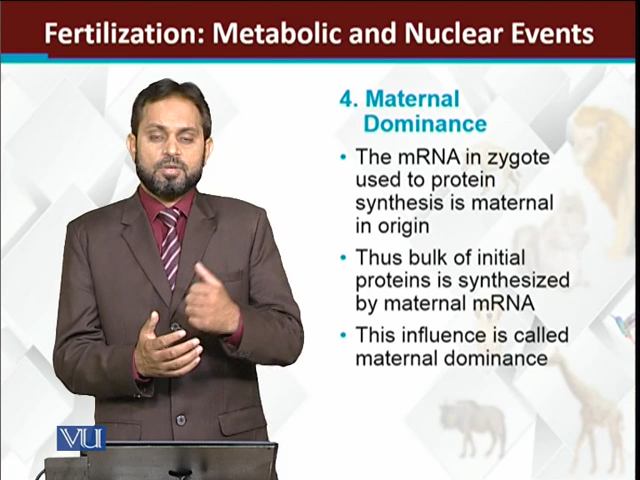 Fertilization: Metabolic and Nuclear Events
4. Maternal
Dominance
• The mRNA in zygote
used to protein
synthesis is maternal
in origin
• Thus bulk of initial
proteins is synthesized
by maternal mRNA
• This influence is called
maternal dominance
VU